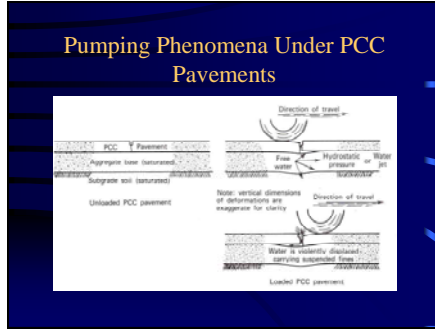 Pumping Phenomena Under PCC
Pavements
Direction of travel
PCC Pavement
Aggregate base (saturated)
Subgrade soil (saturated)
Unloaded PCC pavement
Free
water
Hydrostatic
pressure
or
Water
jet
Note: vertical dimensions
of deformations are
exaggerate for clarity
Direction of travel
Water is violently displaced
carrying suspended fines
Loaded PCC pavement